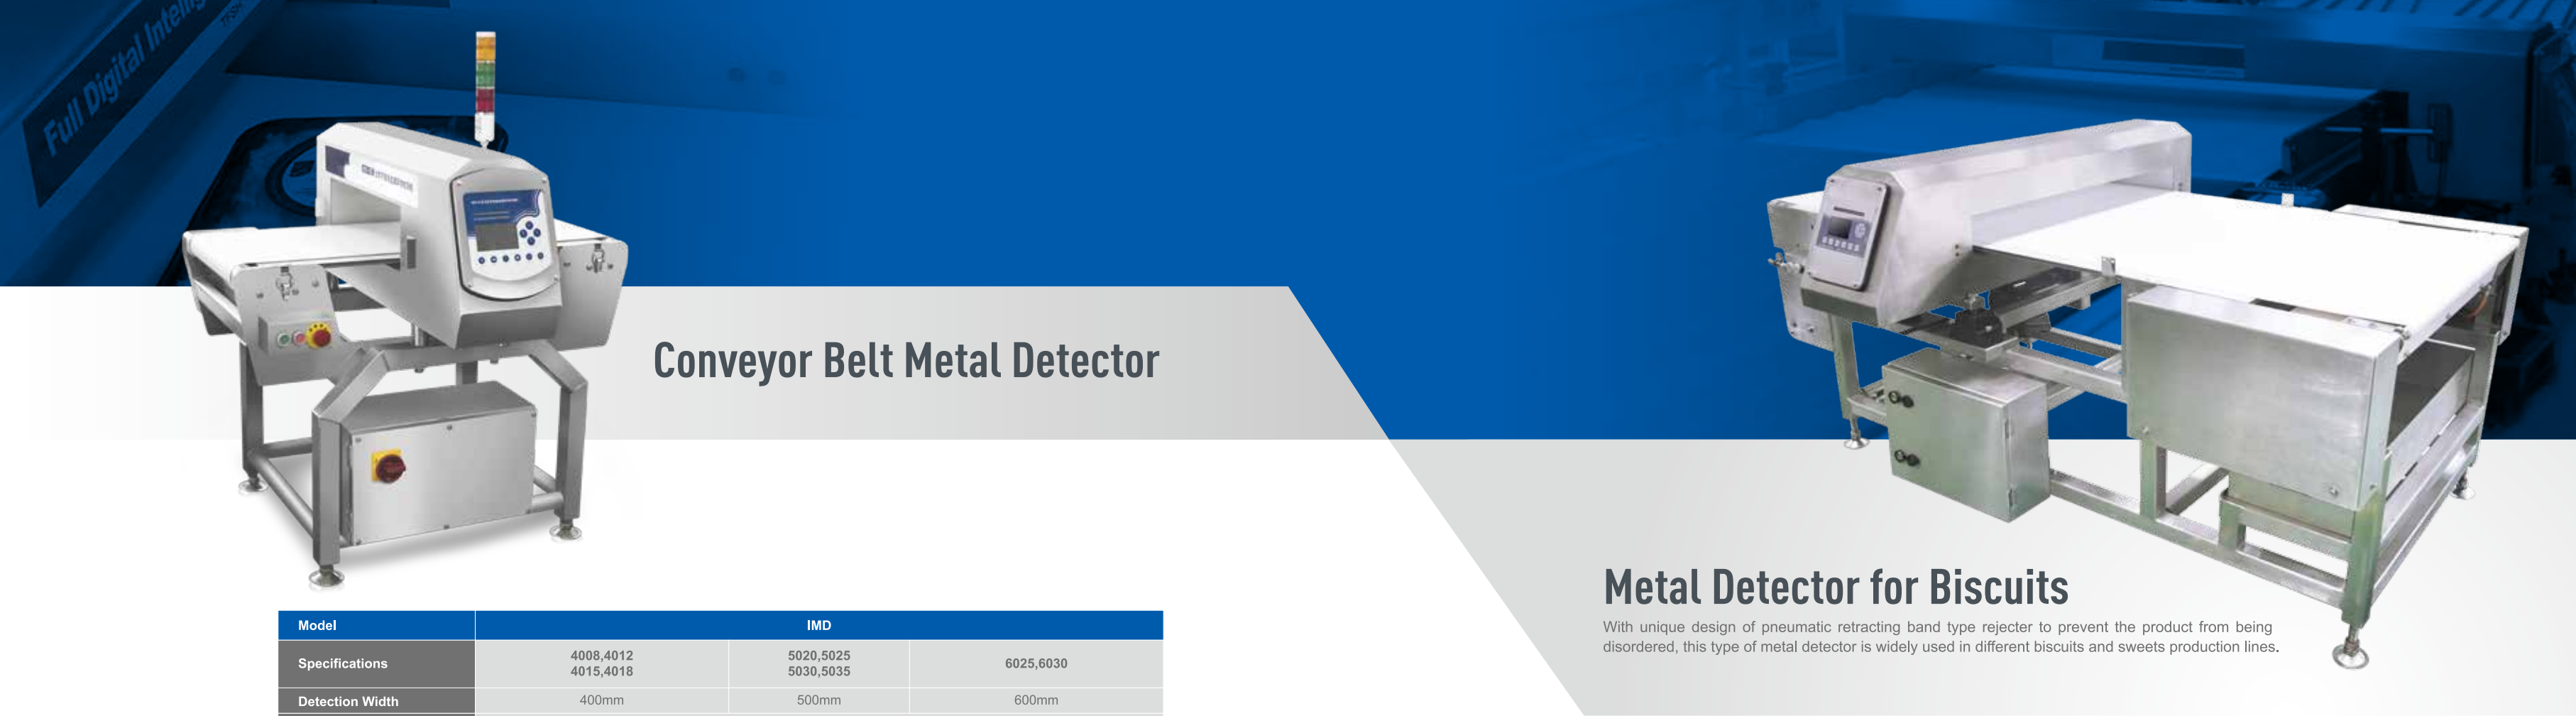 Full Digital Intellig
Conveyor Belt Metal Detector
Model IMD
Specifications 4008,4012 5020,5025 6025,6030
4015,4018 5030,5035
Detection Width 400mm 500mm 600mm
Metal Detector for Biscuits
With unique design of pneumatic retracting band type rejecter to prevent the product from being
disordered, this type of metal detector is widely used in different biscuits and sweets production lines.